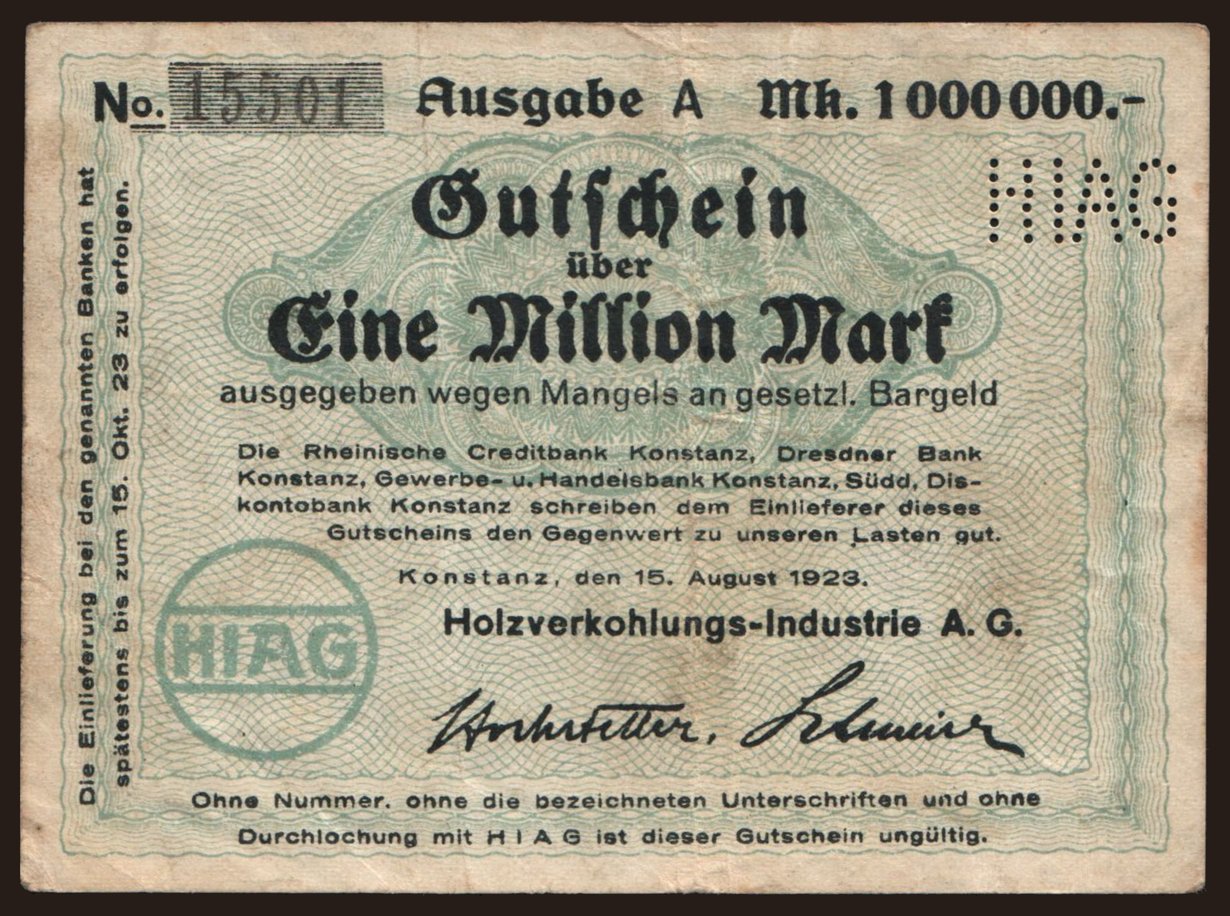 No. 15501 Ausgabe A Mk. 1000000.-
HIAG
Gutschein
über
Eine Million Mark
ausgegeben wegen Mangels an gesetzl. Bargeld
Die Rheinische Creditbank Konstanz, Dresdner Bank
Konstanz, Gewerbe- u. Handelsbank Konstanz, Südd, Dis-
kontobank Konstanz schreiben dem Einlieferer dieses
Gutscheins den Gegenwert zu unseren Lasten gut.
Konstanz, den 15. August 1923.
Holzverkohlungs-Industrie A. G.
HIAG
Hochstetter.
Ohne Nummer. ohne die bezeichneten Unterschriften und ohne
Durchlochung mit HIAG ist dieser Gutschein ungültig.
Die Einlieferung bei den genannten Banken hat
spätestens bis zum 15. Okt. 23 zu erfolgen.